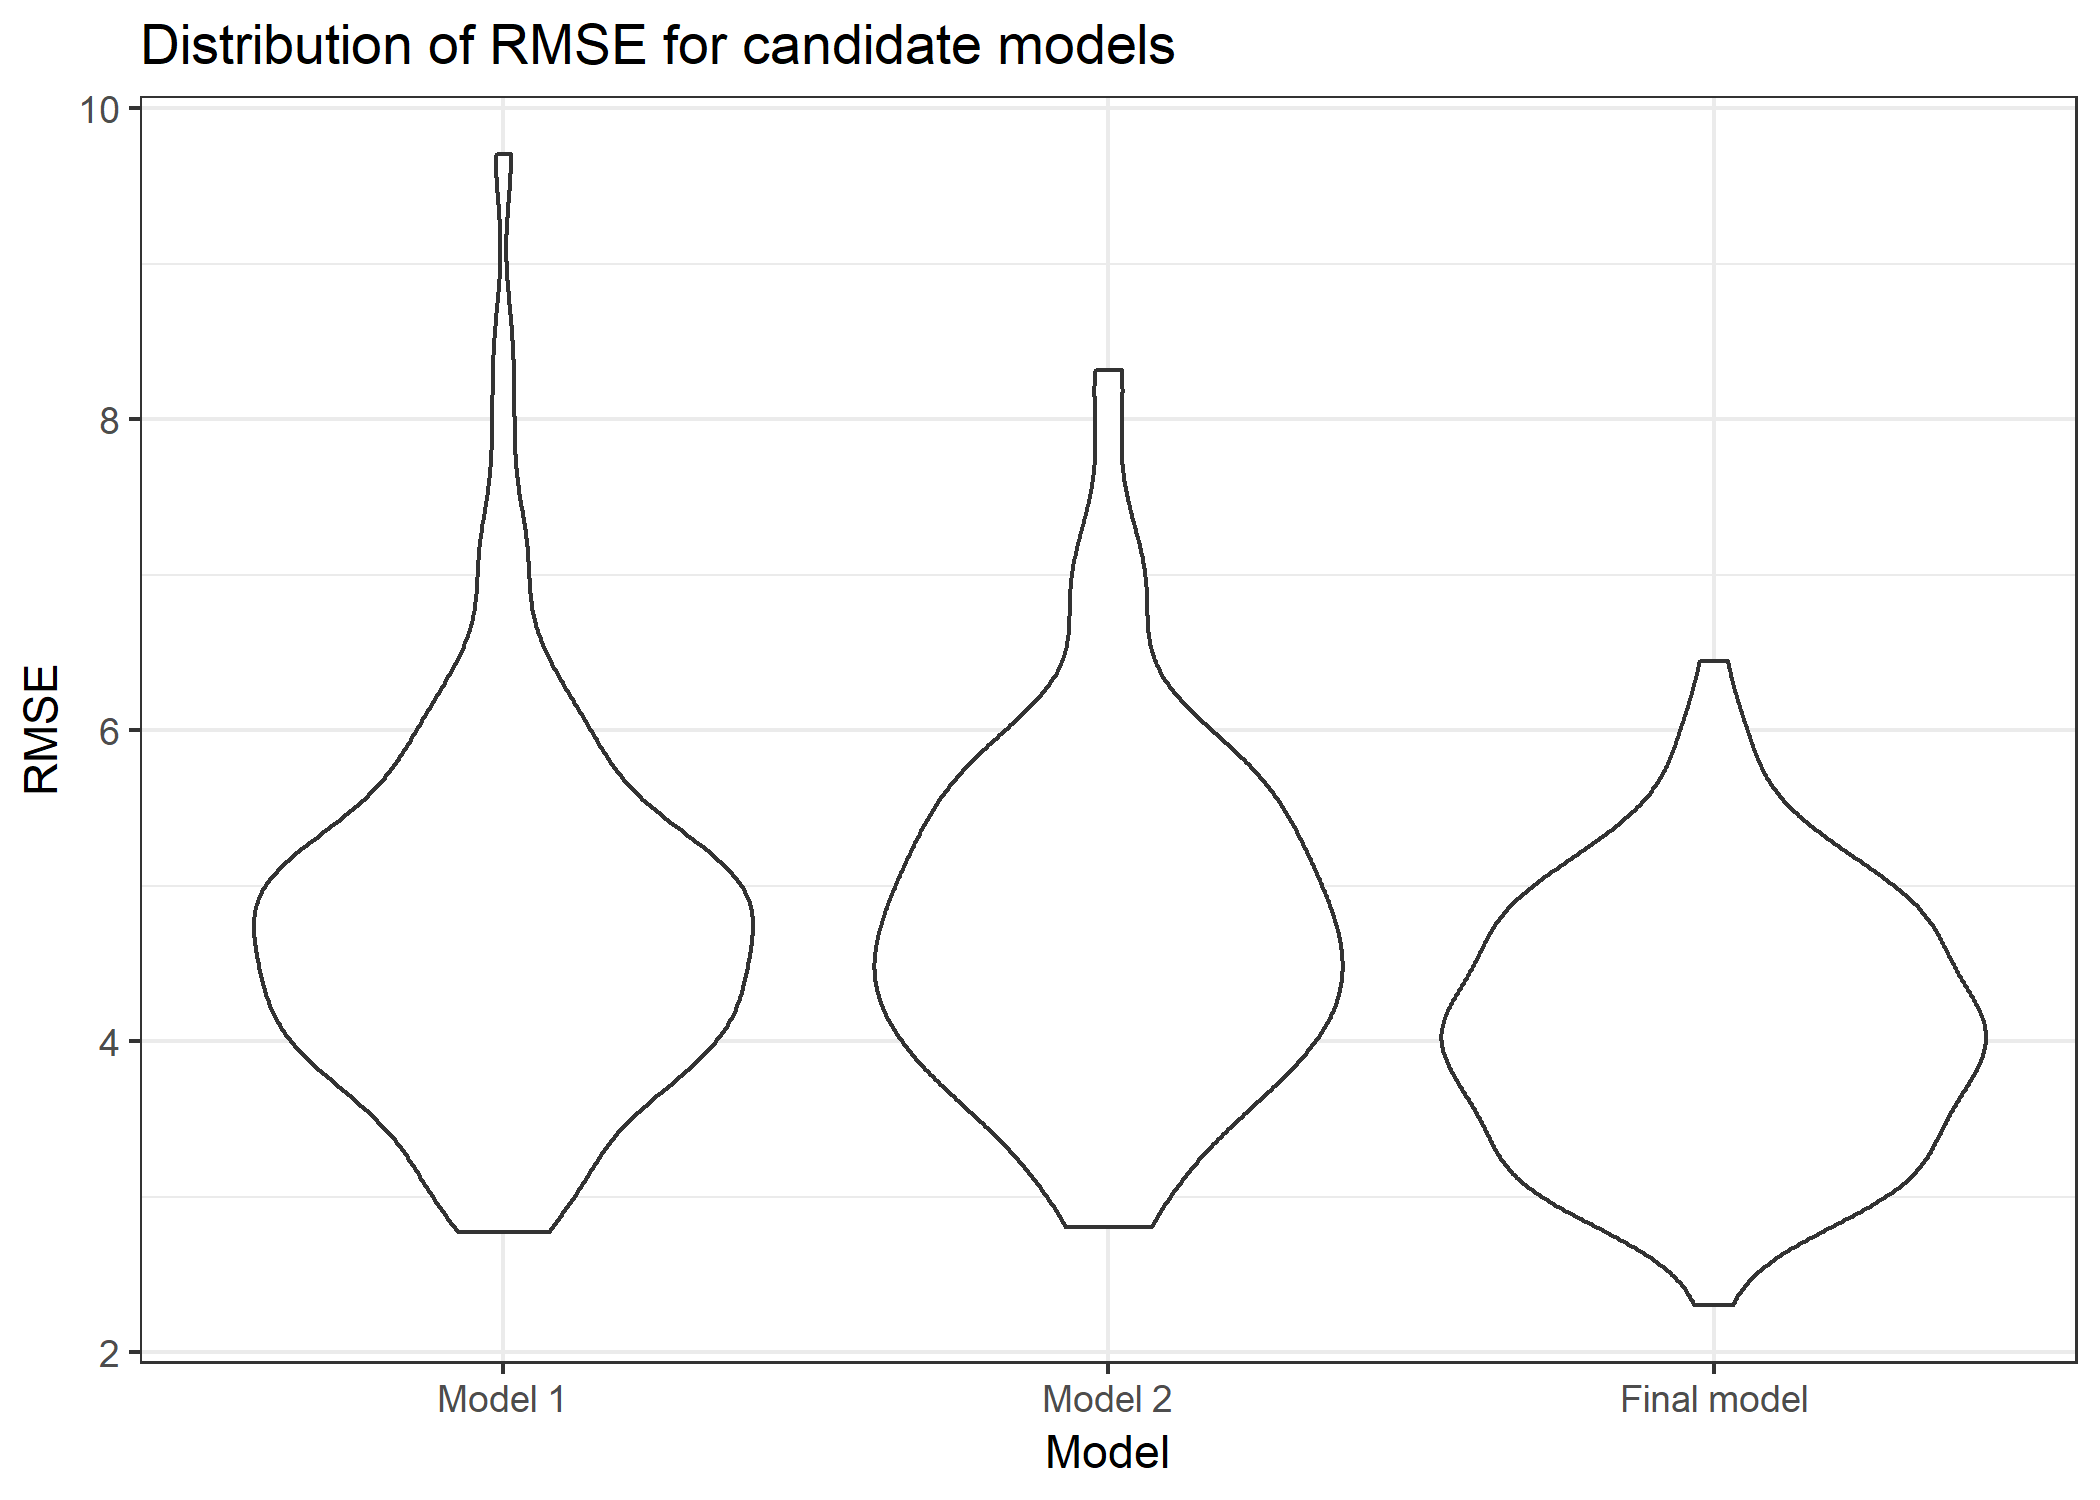 Distribution of RMSE for candidate models
10
8
6
4
2
RMSE
Model 1
Model 2
Final model
Model